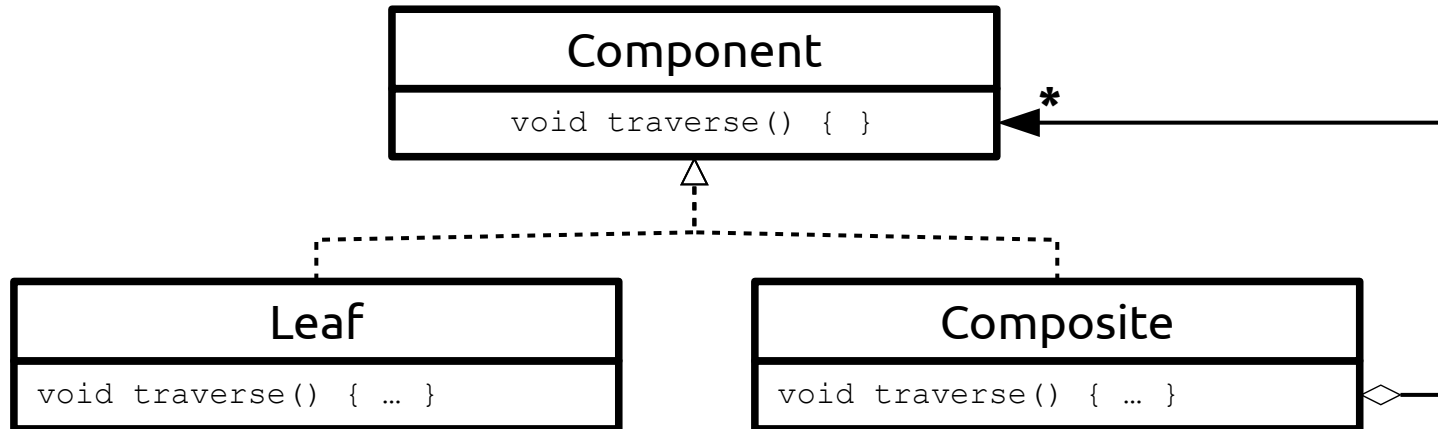 Component
void traverse() { }
*
Leaf
void traverse() { … }
Composite
void traverse() { … }